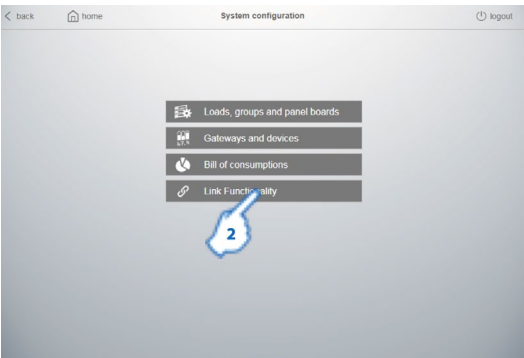 back
home
System configuration
logout
Loads, groups and panel boards
Gateways and devices
Bill of consumptions
Link Functionality
2